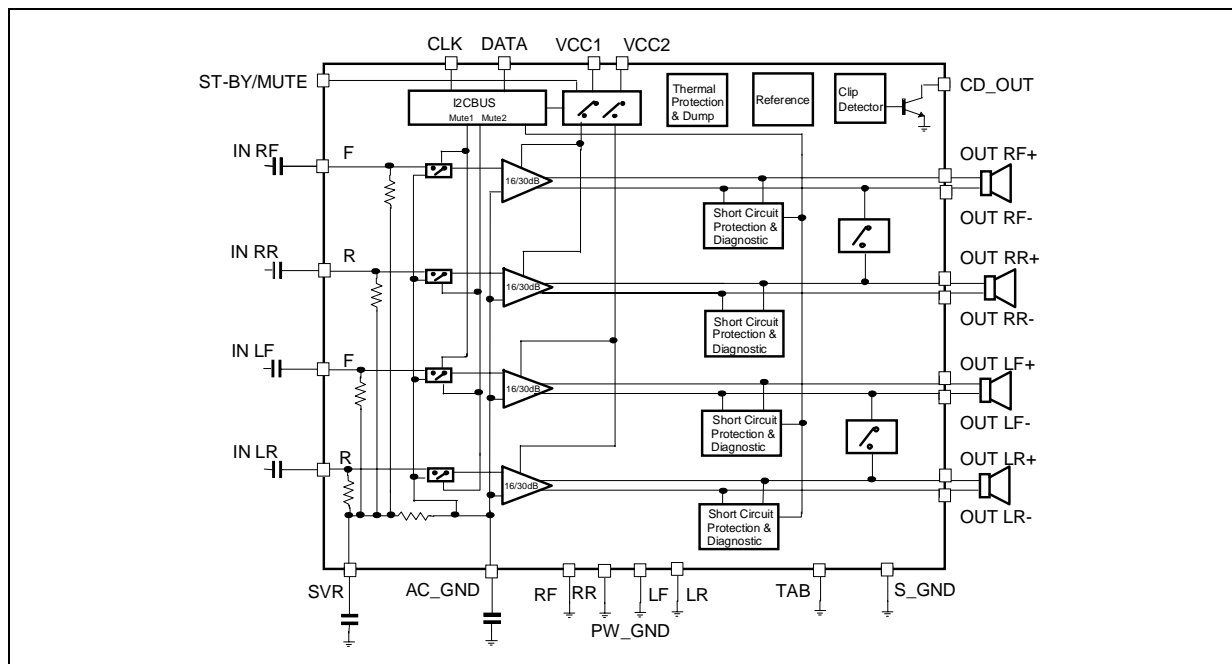 CLK DATA VCC1 VCC2
ST-BY/MUTE
I2CBUS
Mute1 Mute2
Thermal
Protection
& Dump
Reference
Clip
Detector
CD_OUT
IN RF
F
16/30dB
Short Circuit
Protection &
Diagnostic
OUT RF+
OUT RF-
IN RR
R
16/30dB
Short Circuit
Protection &
Diagnostic
OUT RR+
OUT RR-
IN LF
F
16/30dB
Short Circuit
Protection &
Diagnostic
OUT LF+
OUT LF-
IN LR
R
16/30dB
Short Circuit
Protection &
Diagnostic
OUT LR+
OUT LR-
SVR AC_GND RF RR LF LR TAB S_GND
PW_GND